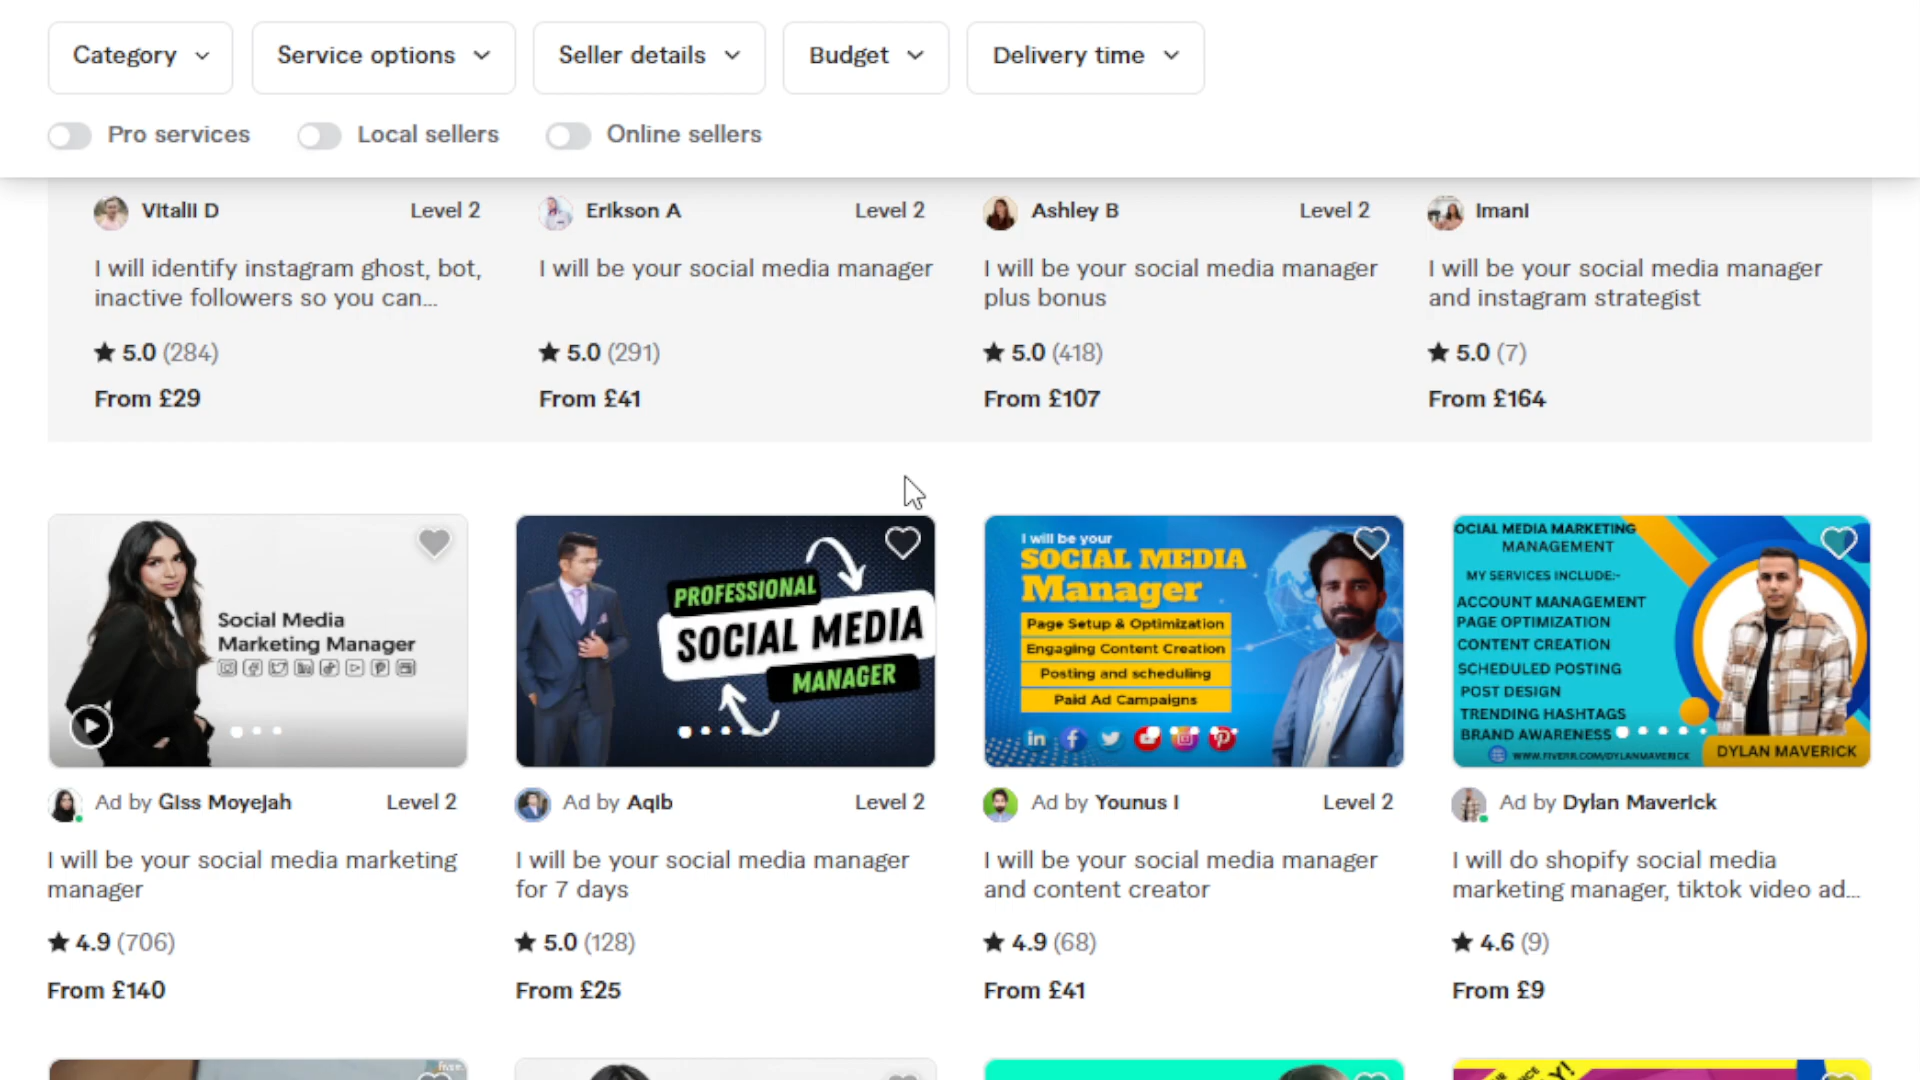 Category
Service options
Seller details
Budget
Delivery time
Pro services
Local sellers
Online sellers
Vitalii D
Level 2
I will identify instagram ghost, bot,
inactive followers so you can...
5.0 (284)
From £29
Erikson A
Level 2
I will be your social media manager
5.0 (291)
From £41
Ashley B
Level 2
I will be your social media manager
plus bonus
5.0 (418)
From £107
Imani
I will be your social media manager
and instagram strategist
5.0 (7)
From £164
Social Media
Marketing Manager
Ad by Giss Moyejah
Level 2
I will be your social media marketing
manager
4.9 (706)
From £140
PROFESSIONAL
SOCIAL MEDIA
MANAGER
Ad by Aqib
Level 2
I will be your social media manager
for 7 days
5.0 (128)
From £25
I will be your
SOCIAL MEDIA
Manager
Page Setup & Optimization
Engaging Content Creation
Posting and scheduling
Paid Ad Campaigns
Ad by Younus I
Level 2
I will be your social media manager
and content creator
4.9 (68)
From £41
OCIAL MEDIA MARKETING
MANAGEMENT
MY SERVICES INCLUDE:-
ACCOUNT MANAGEMENT
PAGE OPTIMIZATION
CONTENT CREATION
SCHEDULED POSTING
POST DESIGN
TRENDING HASHTAGS
BRAND AWARENESS
WWW.FIVERR.COM/DYLANMAVERICK
DYLAN MAVERICK
Ad by Dylan Maverick
I will do shopify social media
marketing manager, tiktok video ad...
4.6 (9)
From £9